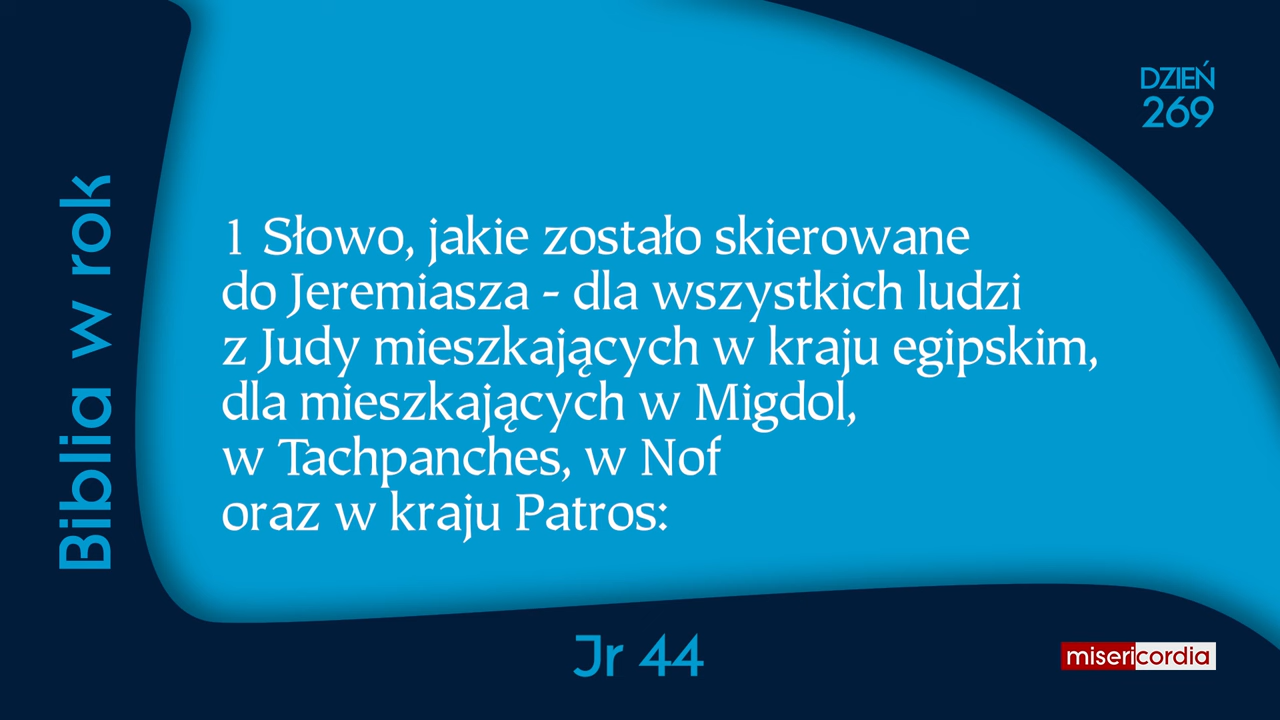 DZIEŃ
269
Biblia w rok
1 Słowo, jakie zostało skierowane
do Jeremiasza - dla wszystkich ludzi
z Judy mieszkających w kraju egipskim,
dla mieszkających w Migdol,
w Tachpanches, w Nof
oraz w kraju Patros:
Jr 44
misericordia